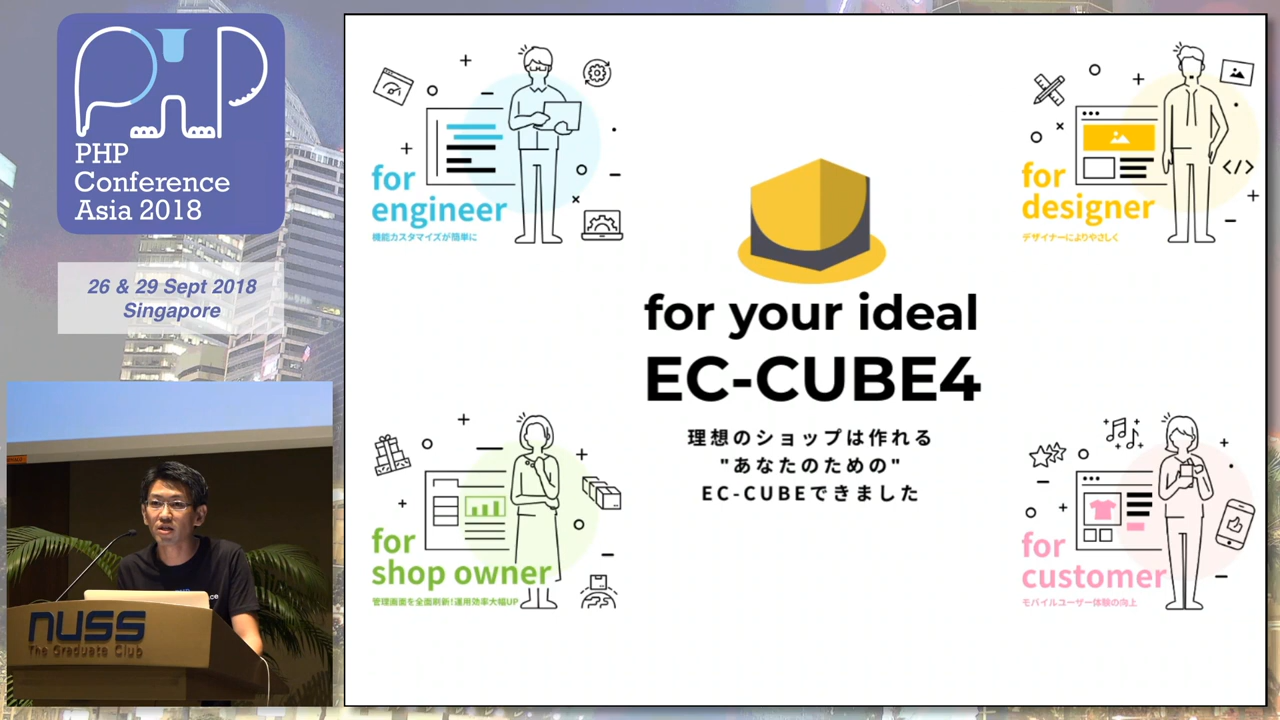 PHP
Conference
Asia 2018
26 & 29 Sept 2018
Singapore
nuss
The Graduate Club
for
engineer
機能カスタマイズが簡単に
for
designer
デザイナーによりやさしく
for your ideal
EC-CUBE4
理想のショップは作れる
"あなたのための"
EC-CUBEできました
for
shop owner
管理画面を全面刷新!運用効率大幅UP
for
customer
モバイルユーザー体験の向上